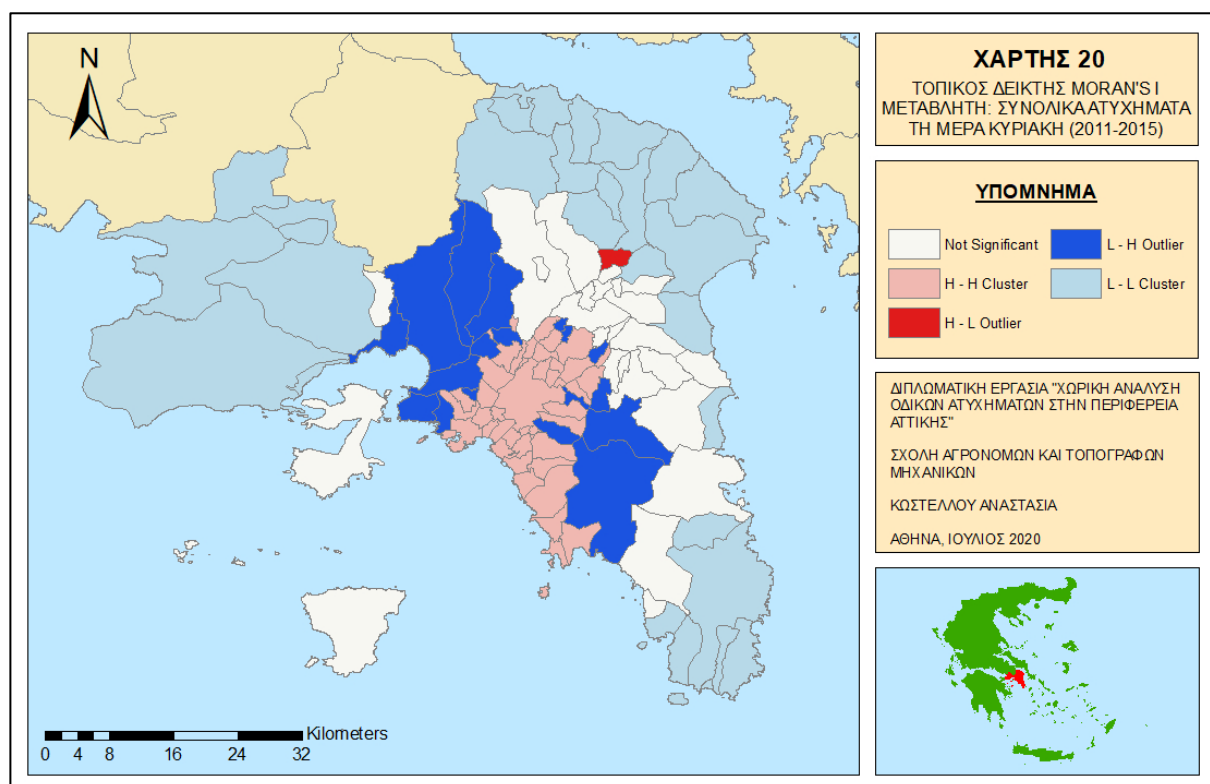 N
Kilometers
0 4 8 16 24 32
ΧΑΡΤΗΣ 20
ΤΟΠΙΚΟΣ ΔΕΙΚΤΗΣ MORAN'S I
ΜΕΤΑΒΛΗΤΗ: ΣΥΝΟΛΙΚΑ ΑΤΥΧΗΜΑΤΑ
ΤΗ ΜΕΡΑ ΚΥΡΙΑΚΗ (2011-2015)
ΥΠΟΜΝΗΜΑ
Not Significant
L - H Outlier
H - H Cluster
L - L Cluster
H - L Outlier
ΔΙΠΛΩΜΑΤΙΚΗ ΕΡΓΑΣΙΑ "ΧΩΡΙΚΗ ΑΝΑΛΥΣΗ
ΟΔΙΚΩΝ ΑΤΥΧΗΜΑΤΩΝ ΣΤΗΝ ΠΕΡΙΦΕΡΕΙΑ
ΑΤΤΙΚΗΣ"
ΣΧΟΛΗ ΑΓΡΟΝΟΜΩΝ ΚΑΙ ΤΟΠΟΓΡΑΦΩΝ
ΜΗΧΑΝΙΚΩΝ
ΚΩΣΤΕΛΛΟΥ ΑΝΑΣΤΑΣΙΑ
ΑΘΗΝΑ, ΙΟΥΛΙΟΣ 2020